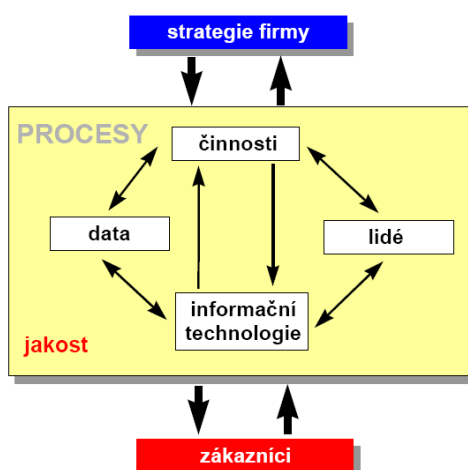 strategie firmy
PROCESY
činnosti
data
lidé
informační
technologie
jakost
zákazníci